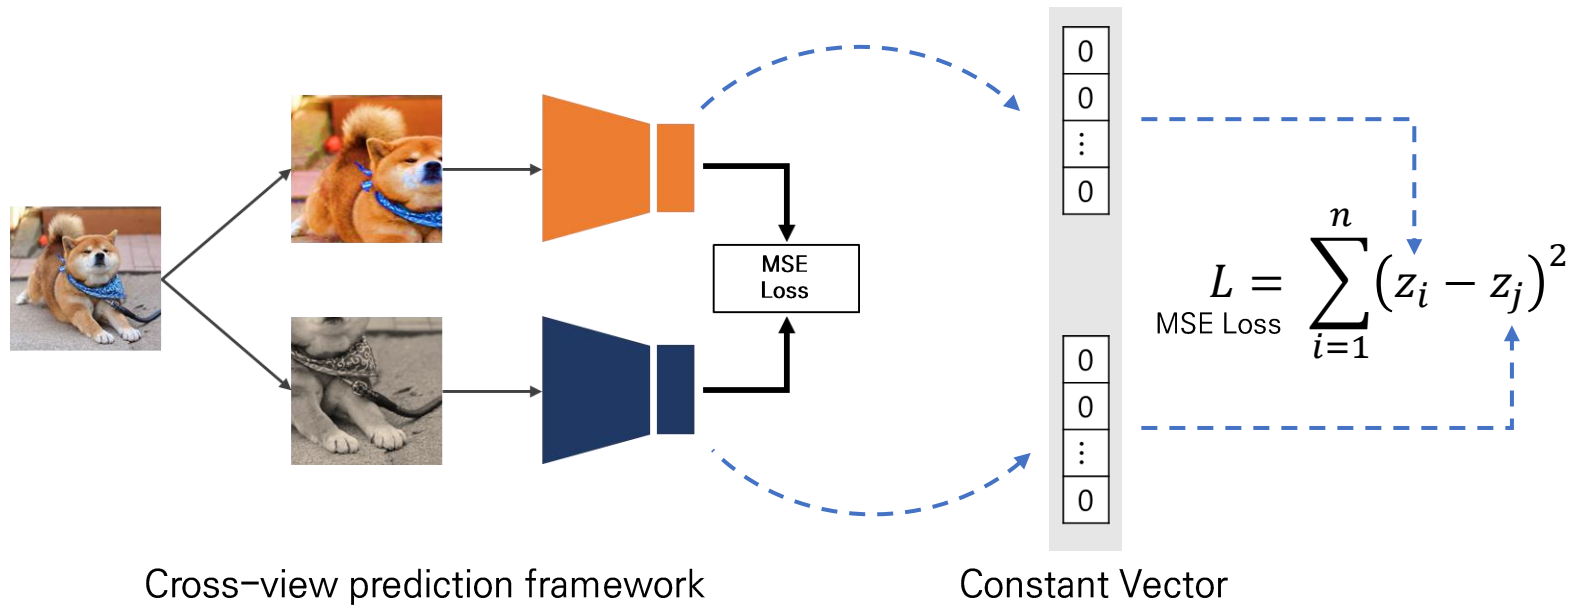 MSE
Loss
Cross-view prediction framework
0
0
⋮
0
0
0
⋮
0
Constant Vector
L = \sum_{i=1}^{n} (z_i - z_j)^2
MSE Loss